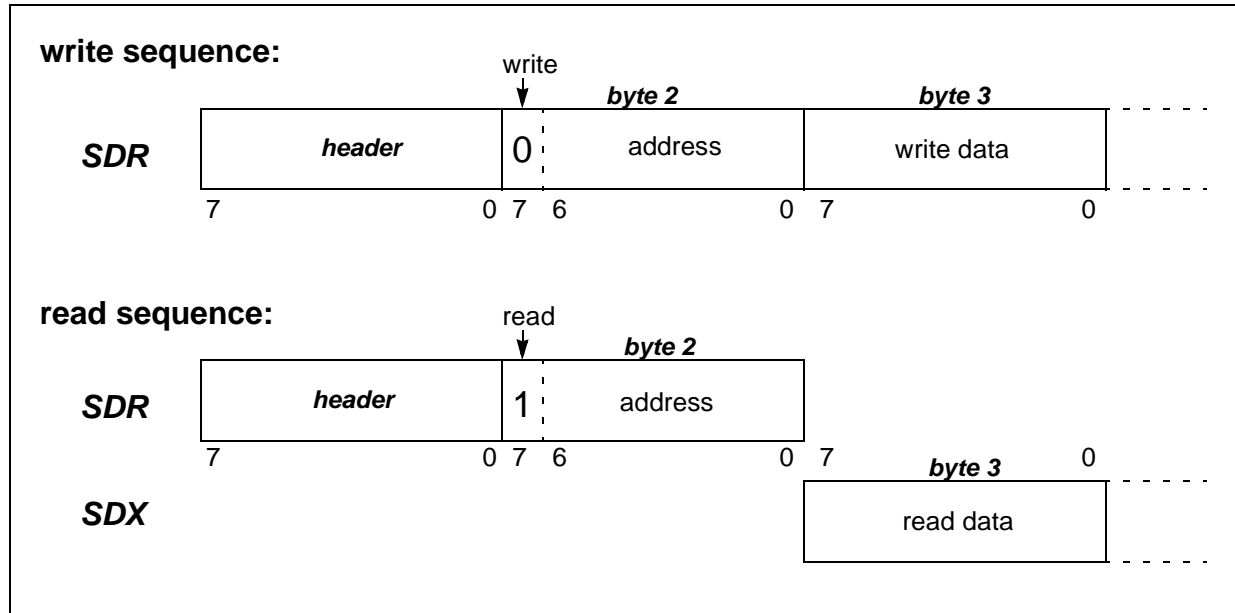 write sequence:
write
byte 2 byte 3
SDR header 0 address write data
7 0 7 6 0 7 0
read sequence:
read
byte 2
SDR header 1 address
7 0 7 6 0 7 0
byte 3
SDX read data